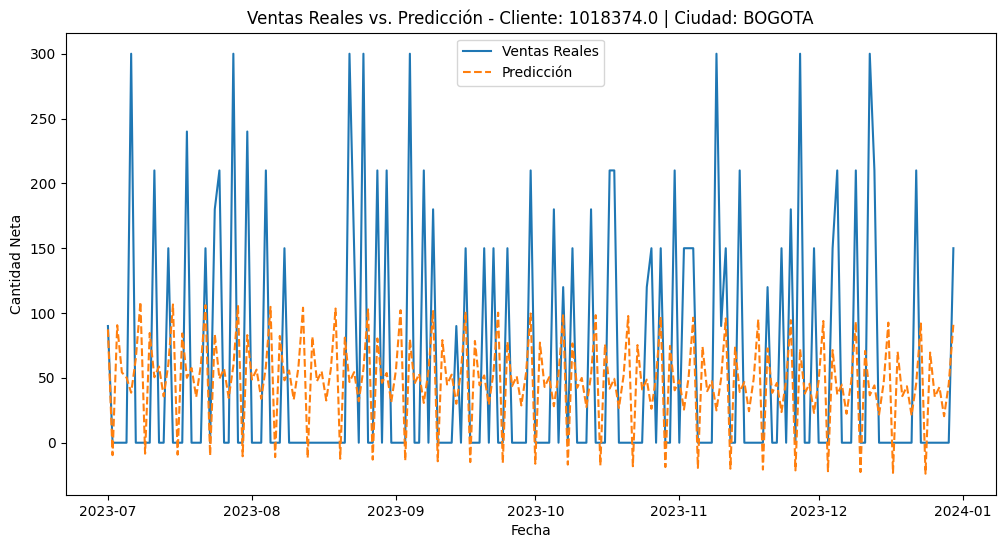 Ventas Reales vs. Predicción - Cliente: 1018374.0 | Ciudad: BOGOTA
Ventas Reales
Predicción
Cantidad Neta
300
250
200
150
100
50
0
2023-07
2023-08
2023-09
2023-10
2023-11
2023-12
2024-01
Fecha